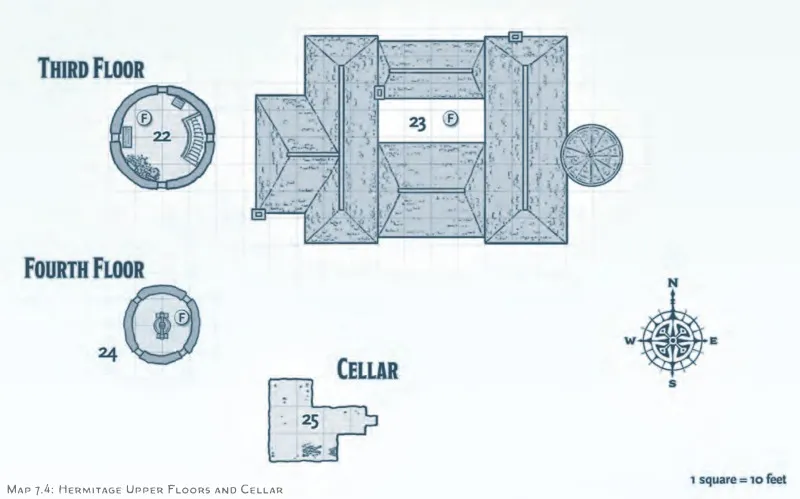 Third Floor
F
22
23 F
Fourth Floor
F
24
N
W E
S
Cellar
25
1 square = 10 feet
Map 7.4: Hermitage Upper Floors and Cellar